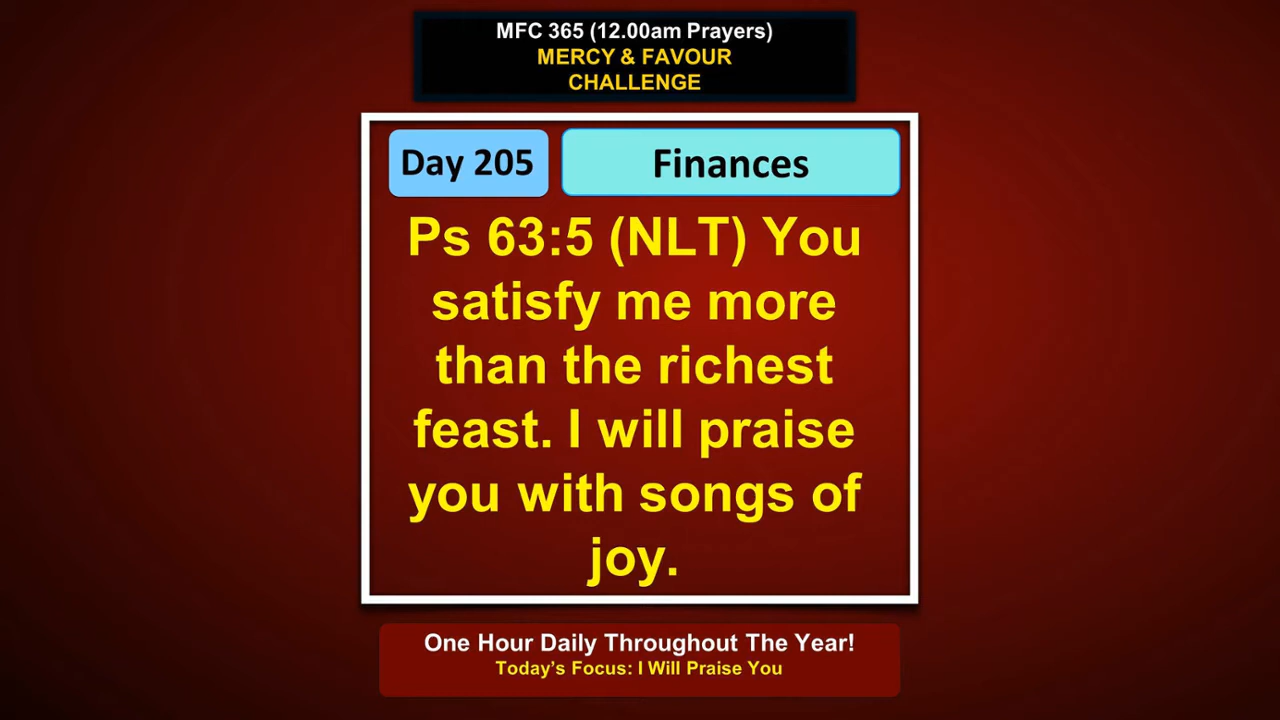 MFC 365 (12.00am Prayers)
MERCY & FAVOUR
CHALLENGE
Day 205
Finances
Ps 63:5 (NLT) You
satisfy me more
than the richest
feast. I will praise
you with songs of
joy.
One Hour Daily Throughout The Year!
Today’s Focus: I Will Praise You